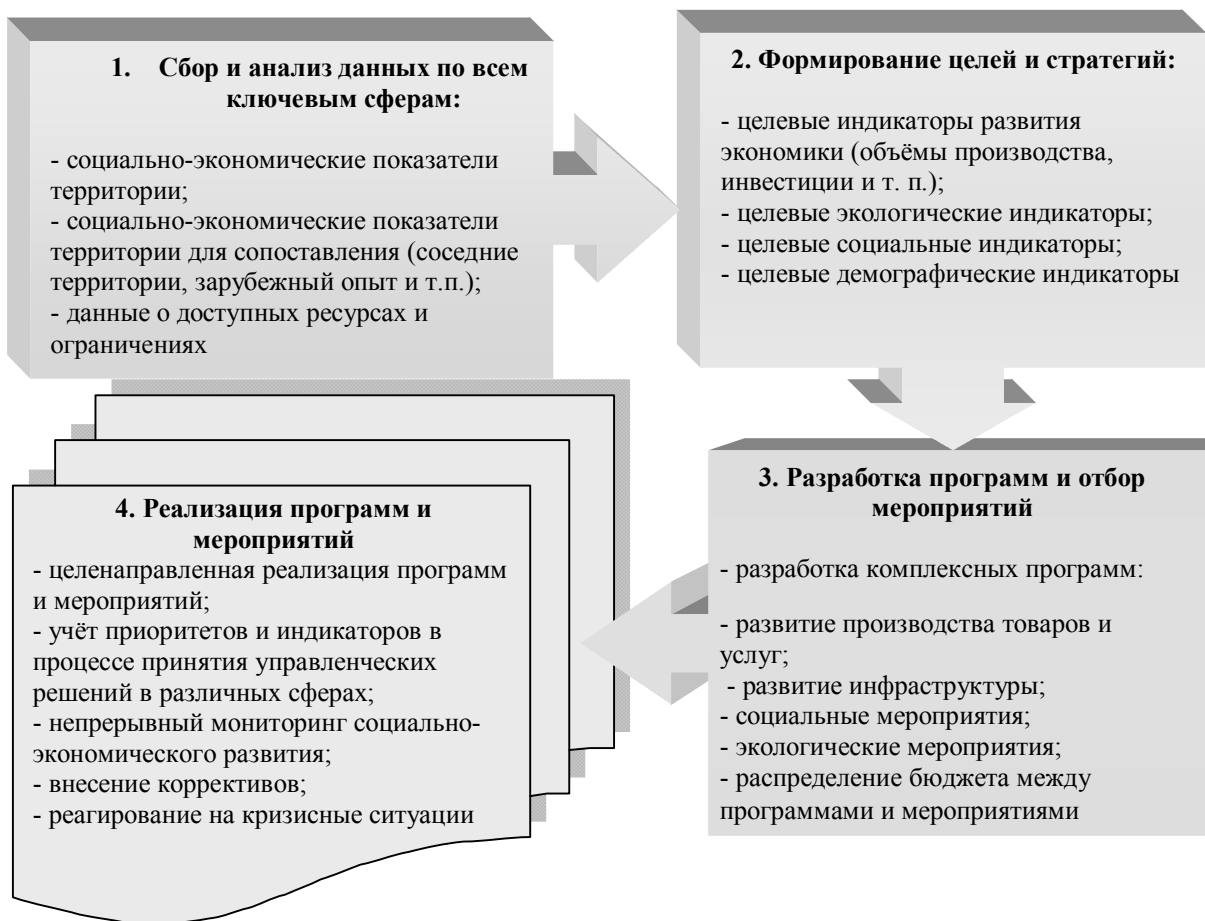 1. Сбор и анализ данных по всем
ключевым сферам:
- социально-экономические показатели
территории;
- социально-экономические показатели
территории для сопоставления (соседние
территории, зарубежный опыт и т.п.);
- данные о доступных ресурсах и
ограничениях
2. Формирование целей и стратегий:
- целевые индикаторы развития
экономики (объёмы производства,
инвестиции и т. п.);
- целевые экологические индикаторы;
- целевые социальные индикаторы;
- целевые демографические индикаторы
3. Разработка программ и отбор
мероприятий
- разработка комплексных программ:
- развитие производства товаров и
услуг;
- развитие инфраструктуры;
- социальные мероприятия;
- экологические мероприятия;
- распределение бюджета между
программами и мероприятиями
4. Реализация программ и
мероприятий
- целенаправленная реализация программ
и мероприятий;
- учёт приоритетов и индикаторов в
процессе принятия управленческих
решений в различных сферах;
- непрерывный мониторинг социально-
экономического развития;
- внесение коррективов;
- реагирование на кризисные ситуации